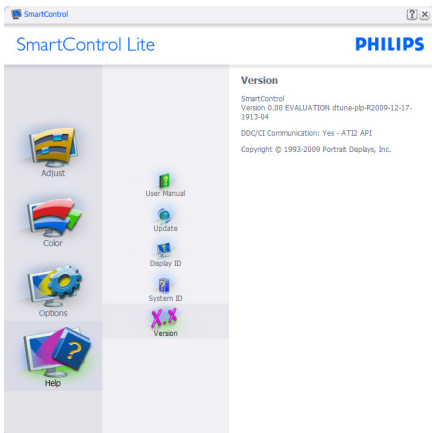 SmartControl
SmartControl Lite
PHILIPS
Adjust
Color
Options
Help
User Manual
Update
Display ID
System ID
X.X
Version
Version
SmartControl
Version 0.00 EVALUATION dtune-plp-R2009-12-17-
1913-04
DDC/CI Communication: Yes - ATI2 API
Copyright © 1993-2009 Portrait Displays, Inc.